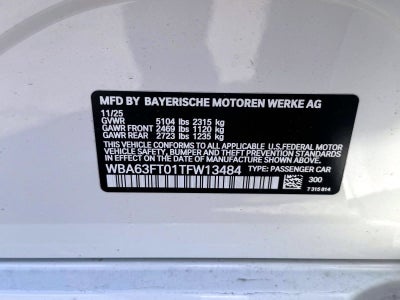 MFD BY BAYERISCHE MOTOREN WERKE AG
11/25
GVWR 5104 lbs 2315 kg
GAWR FRONT 2469 lbs 1120 kg
GAWR REAR 2723 lbs 1235 kg
THIS VEHICLE CONFORMS TO ALL APPLICABLE U.S.FEDERAL MOTOR
VEHICLE SAFETY, BUMPER AND THEFT PREVENTION STANDARDS
IN EFFECT ON THE DATE OF MANUFACTURE SHOWN ABOVE.
WBA63FT01TFW13484 TYPE: PASSENGER CAR
300
7 315 814